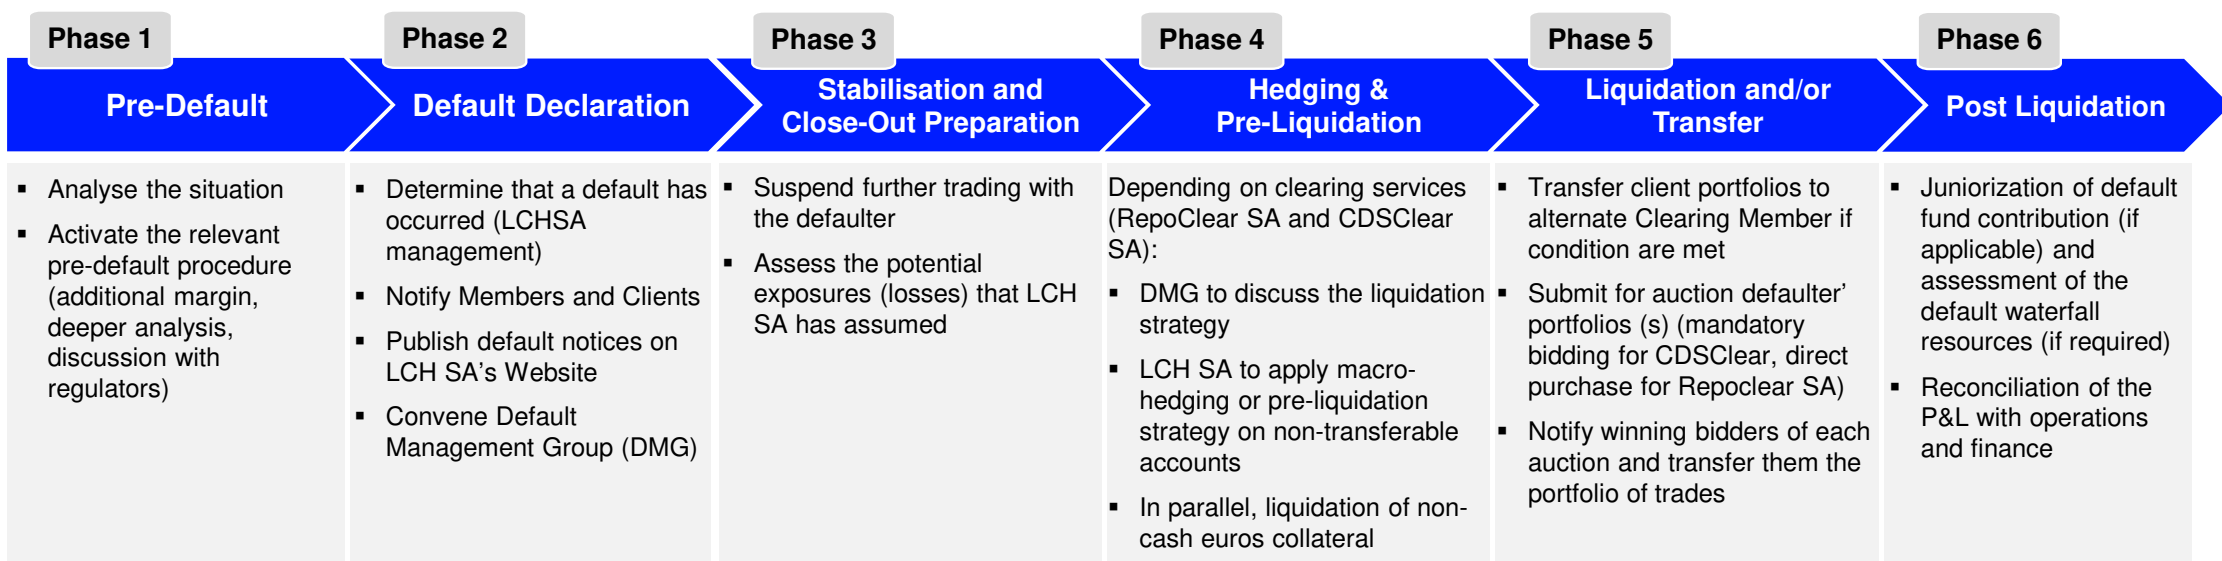 Phase 1
Pre-Default
▪ Analyse the situation
▪ Activate the relevant
pre-default procedure
(additional margin,
deeper analysis,
discussion with
regulators)
Phase 2
Default Declaration
▪ Determine that a default has
occurred (LCHSA
management)
▪ Notify Members and Clients
▪ Publish default notices on
LCH SA's Website
▪ Convene Default
Management Group (DMG)
Phase 3
Stabilisation and
Close-Out Preparation
▪ Suspend further trading with
the defaulter
▪ Assess the potential
exposures (losses) that LCH
SA has assumed
Phase 4
Hedging &
Pre-Liquidation
Depending on clearing services
(RepoClear SA and CDSClear
SA):
▪ DMG to discuss the liquidation
strategy
▪ LCH SA to apply macro-
hedging or pre-liquidation
strategy on non-transferable
accounts
▪ In parallel, liquidation of non-
cash euros collateral
Phase 5
Liquidation and/or
Transfer
▪ Transfer client portfolios to
alternate Clearing Member if
condition are met
▪ Submit for auction defaulter'
portfolios (s) (mandatory
bidding for CDSClear, direct
purchase for Repoclear SA)
▪ Notify winning bidders of each
auction and transfer them the
portfolio of trades
Phase 6
Post Liquidation
▪ Juniorization of default
fund contribution (if
applicable) and
assessment of the
default waterfall
resources (if required)
▪ Reconciliation of the
P&L with operations
and finance